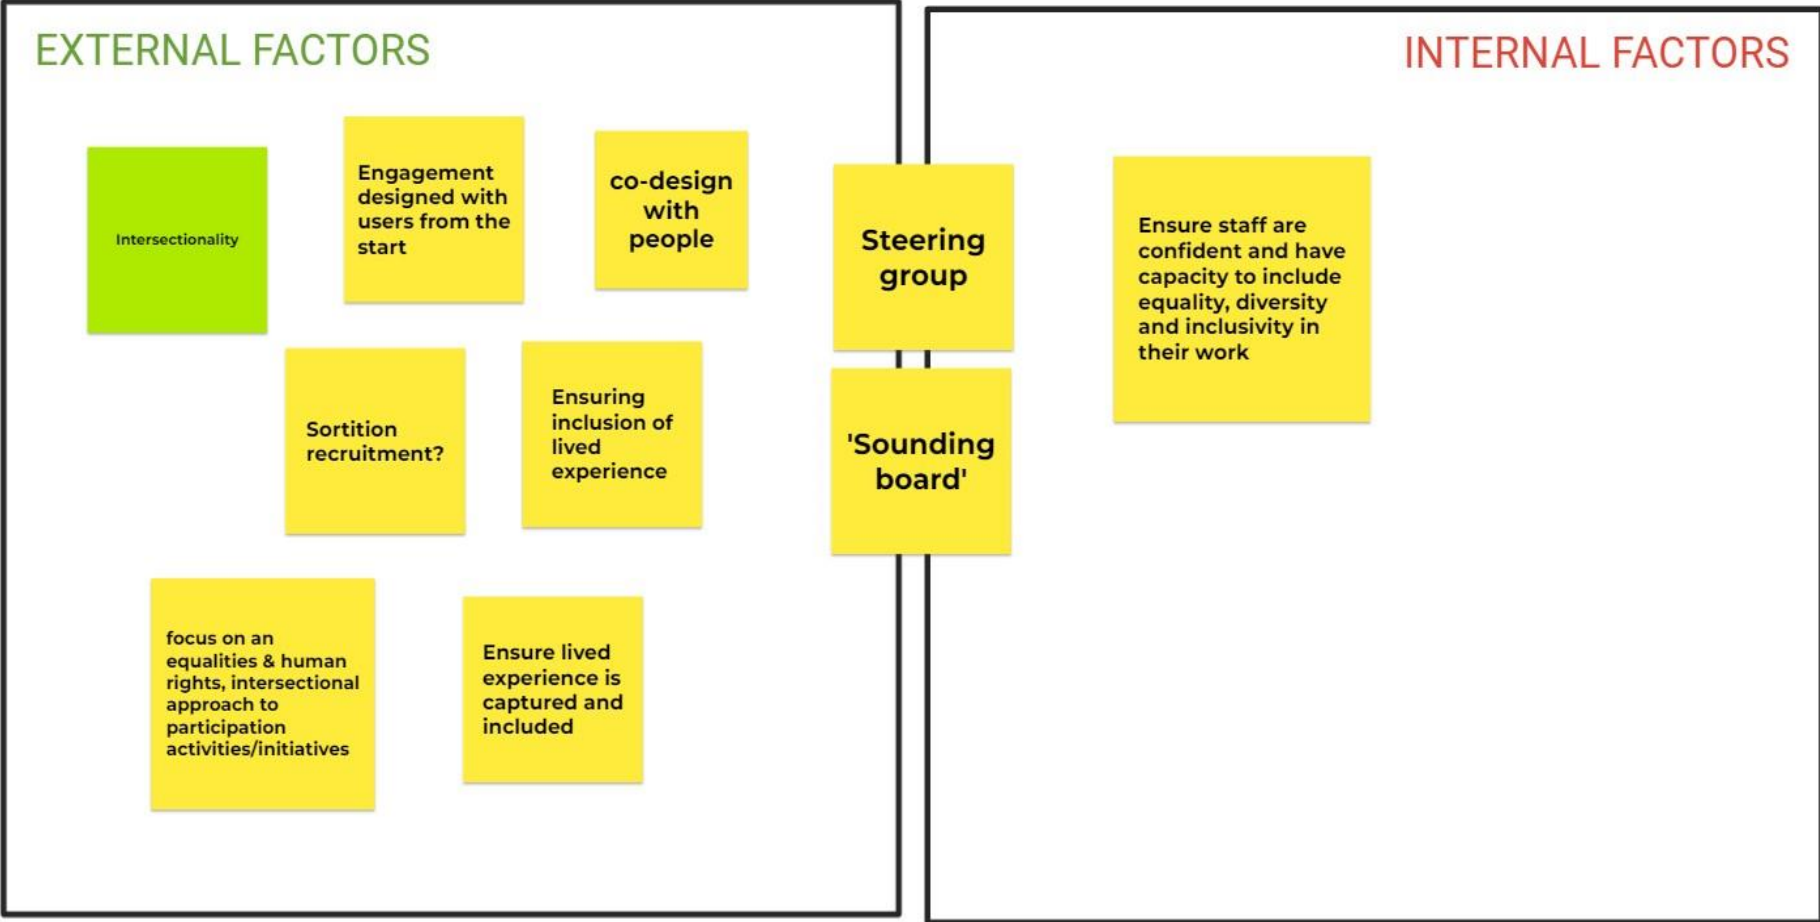 EXTERNAL FACTORS
INTERNAL FACTORS
Intersectionality
Engagement
designed with
users from the
start
co-design
with
people
Steering
group
Ensure staff are
confident and have
capacity to include
equality, diversity
and inclusivity in
their work
Sortition
recruitment?
Ensuring
inclusion of
lived
experience
'Sounding
board'
focus on an
equalities & human
rights, intersectional
approach to
participation
activities/initiatives
Ensure lived
experience is
captured and
included